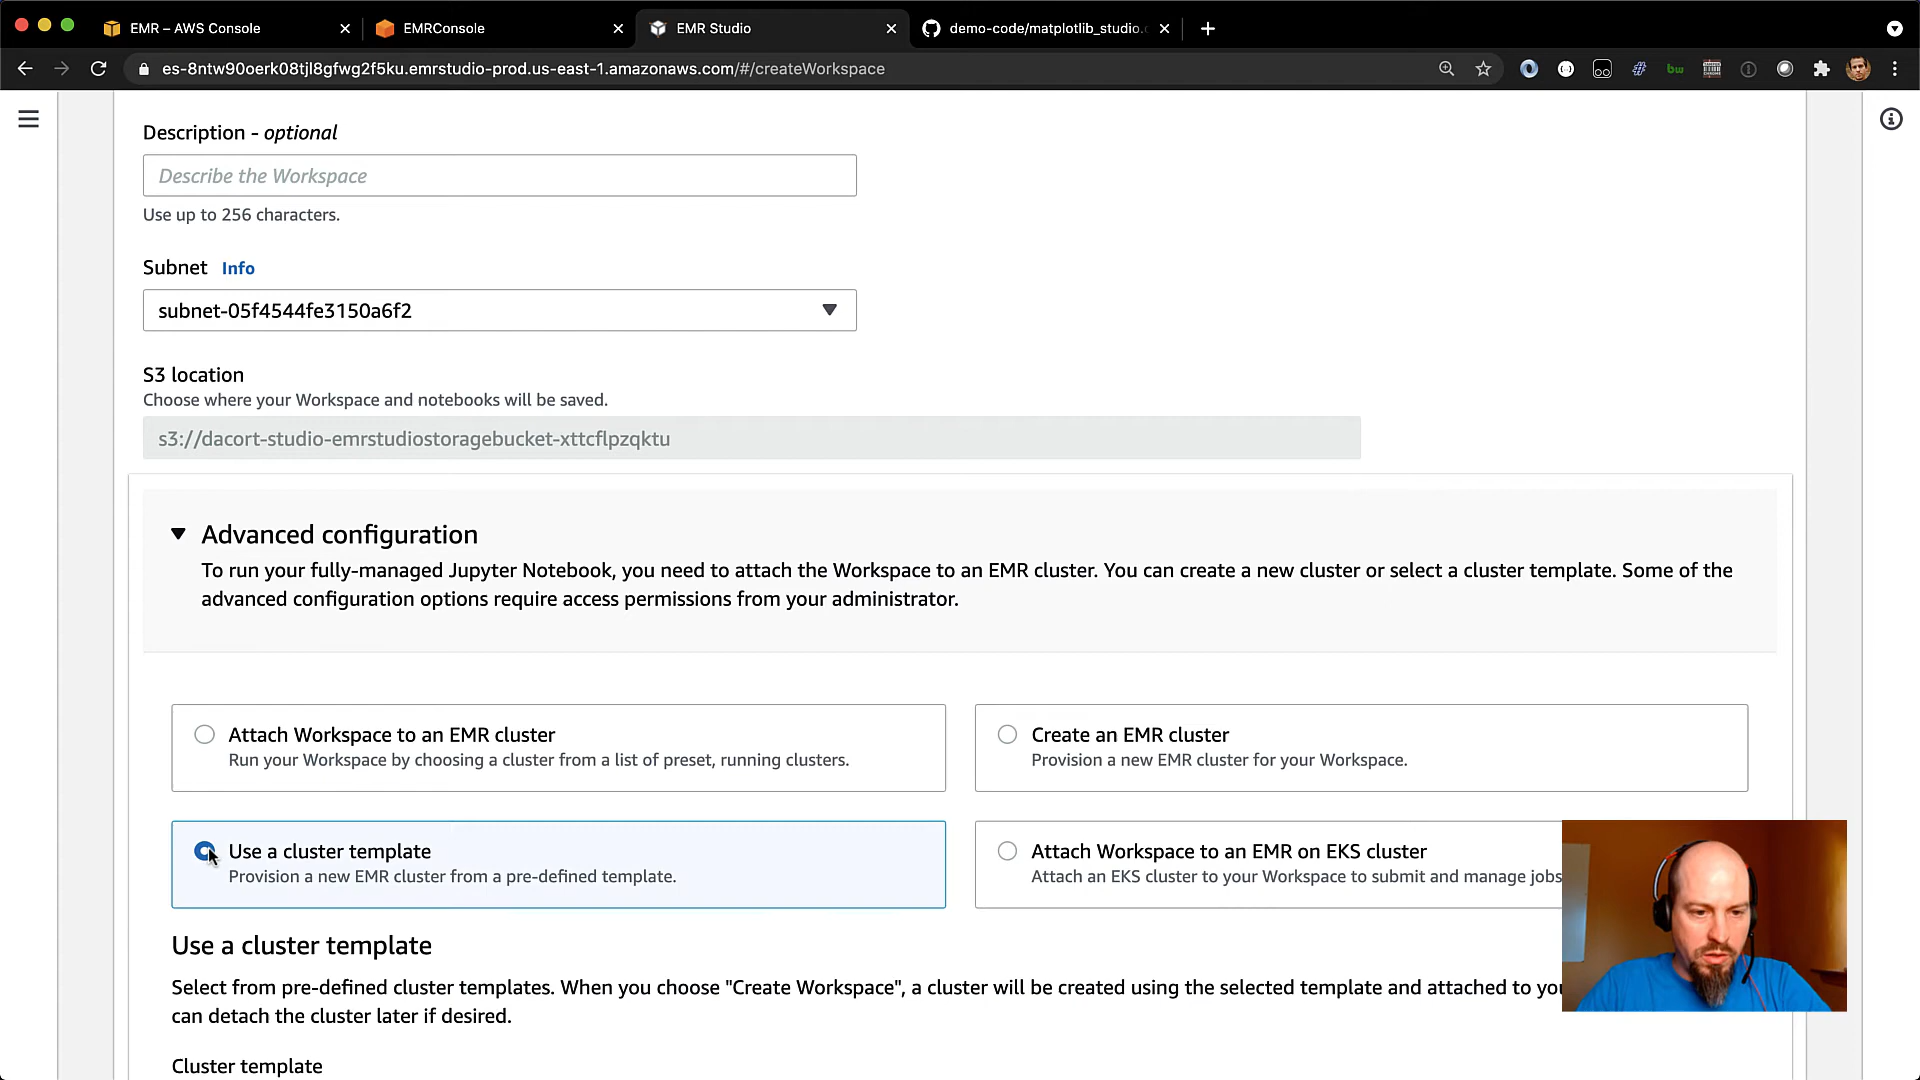 EMR – AWS Console
EMRConsole
EMR Studio
demo-code/matplotlib_studio.
es-8ntw90oerk08tjl8gfwg2f5ku.emrstudio-prod.us-east-1.amazonaws.com/#/createWorkspace
bw
Description - optional
Describe the Workspace
Use up to 256 characters.
Subnet Info
subnet-05f4544fe3150a6f2
S3 location
Choose where your Workspace and notebooks will be saved.
s3://dacort-studio-emrstudiostoragebucket-xttcflpzqktu
Advanced configuration
To run your fully-managed Jupyter Notebook, you need to attach the Workspace to an EMR cluster. You can create a new cluster or select a cluster template. Some of the
advanced configuration options require access permissions from your administrator.
Attach Workspace to an EMR cluster
Run your Workspace by choosing a cluster from a list of preset, running clusters.
Create an EMR cluster
Provision a new EMR cluster for your Workspace.
Use a cluster template
Provision a new EMR cluster from a pre-defined template.
Attach Workspace to an EMR on EKS cluster
Attach an EKS cluster to your Workspace to submit and manage jobs
Use a cluster template
Select from pre-defined cluster templates. When you choose "Create Workspace", a cluster will be created using the selected template and attached to
can detach the cluster later if desired.
Cluster template